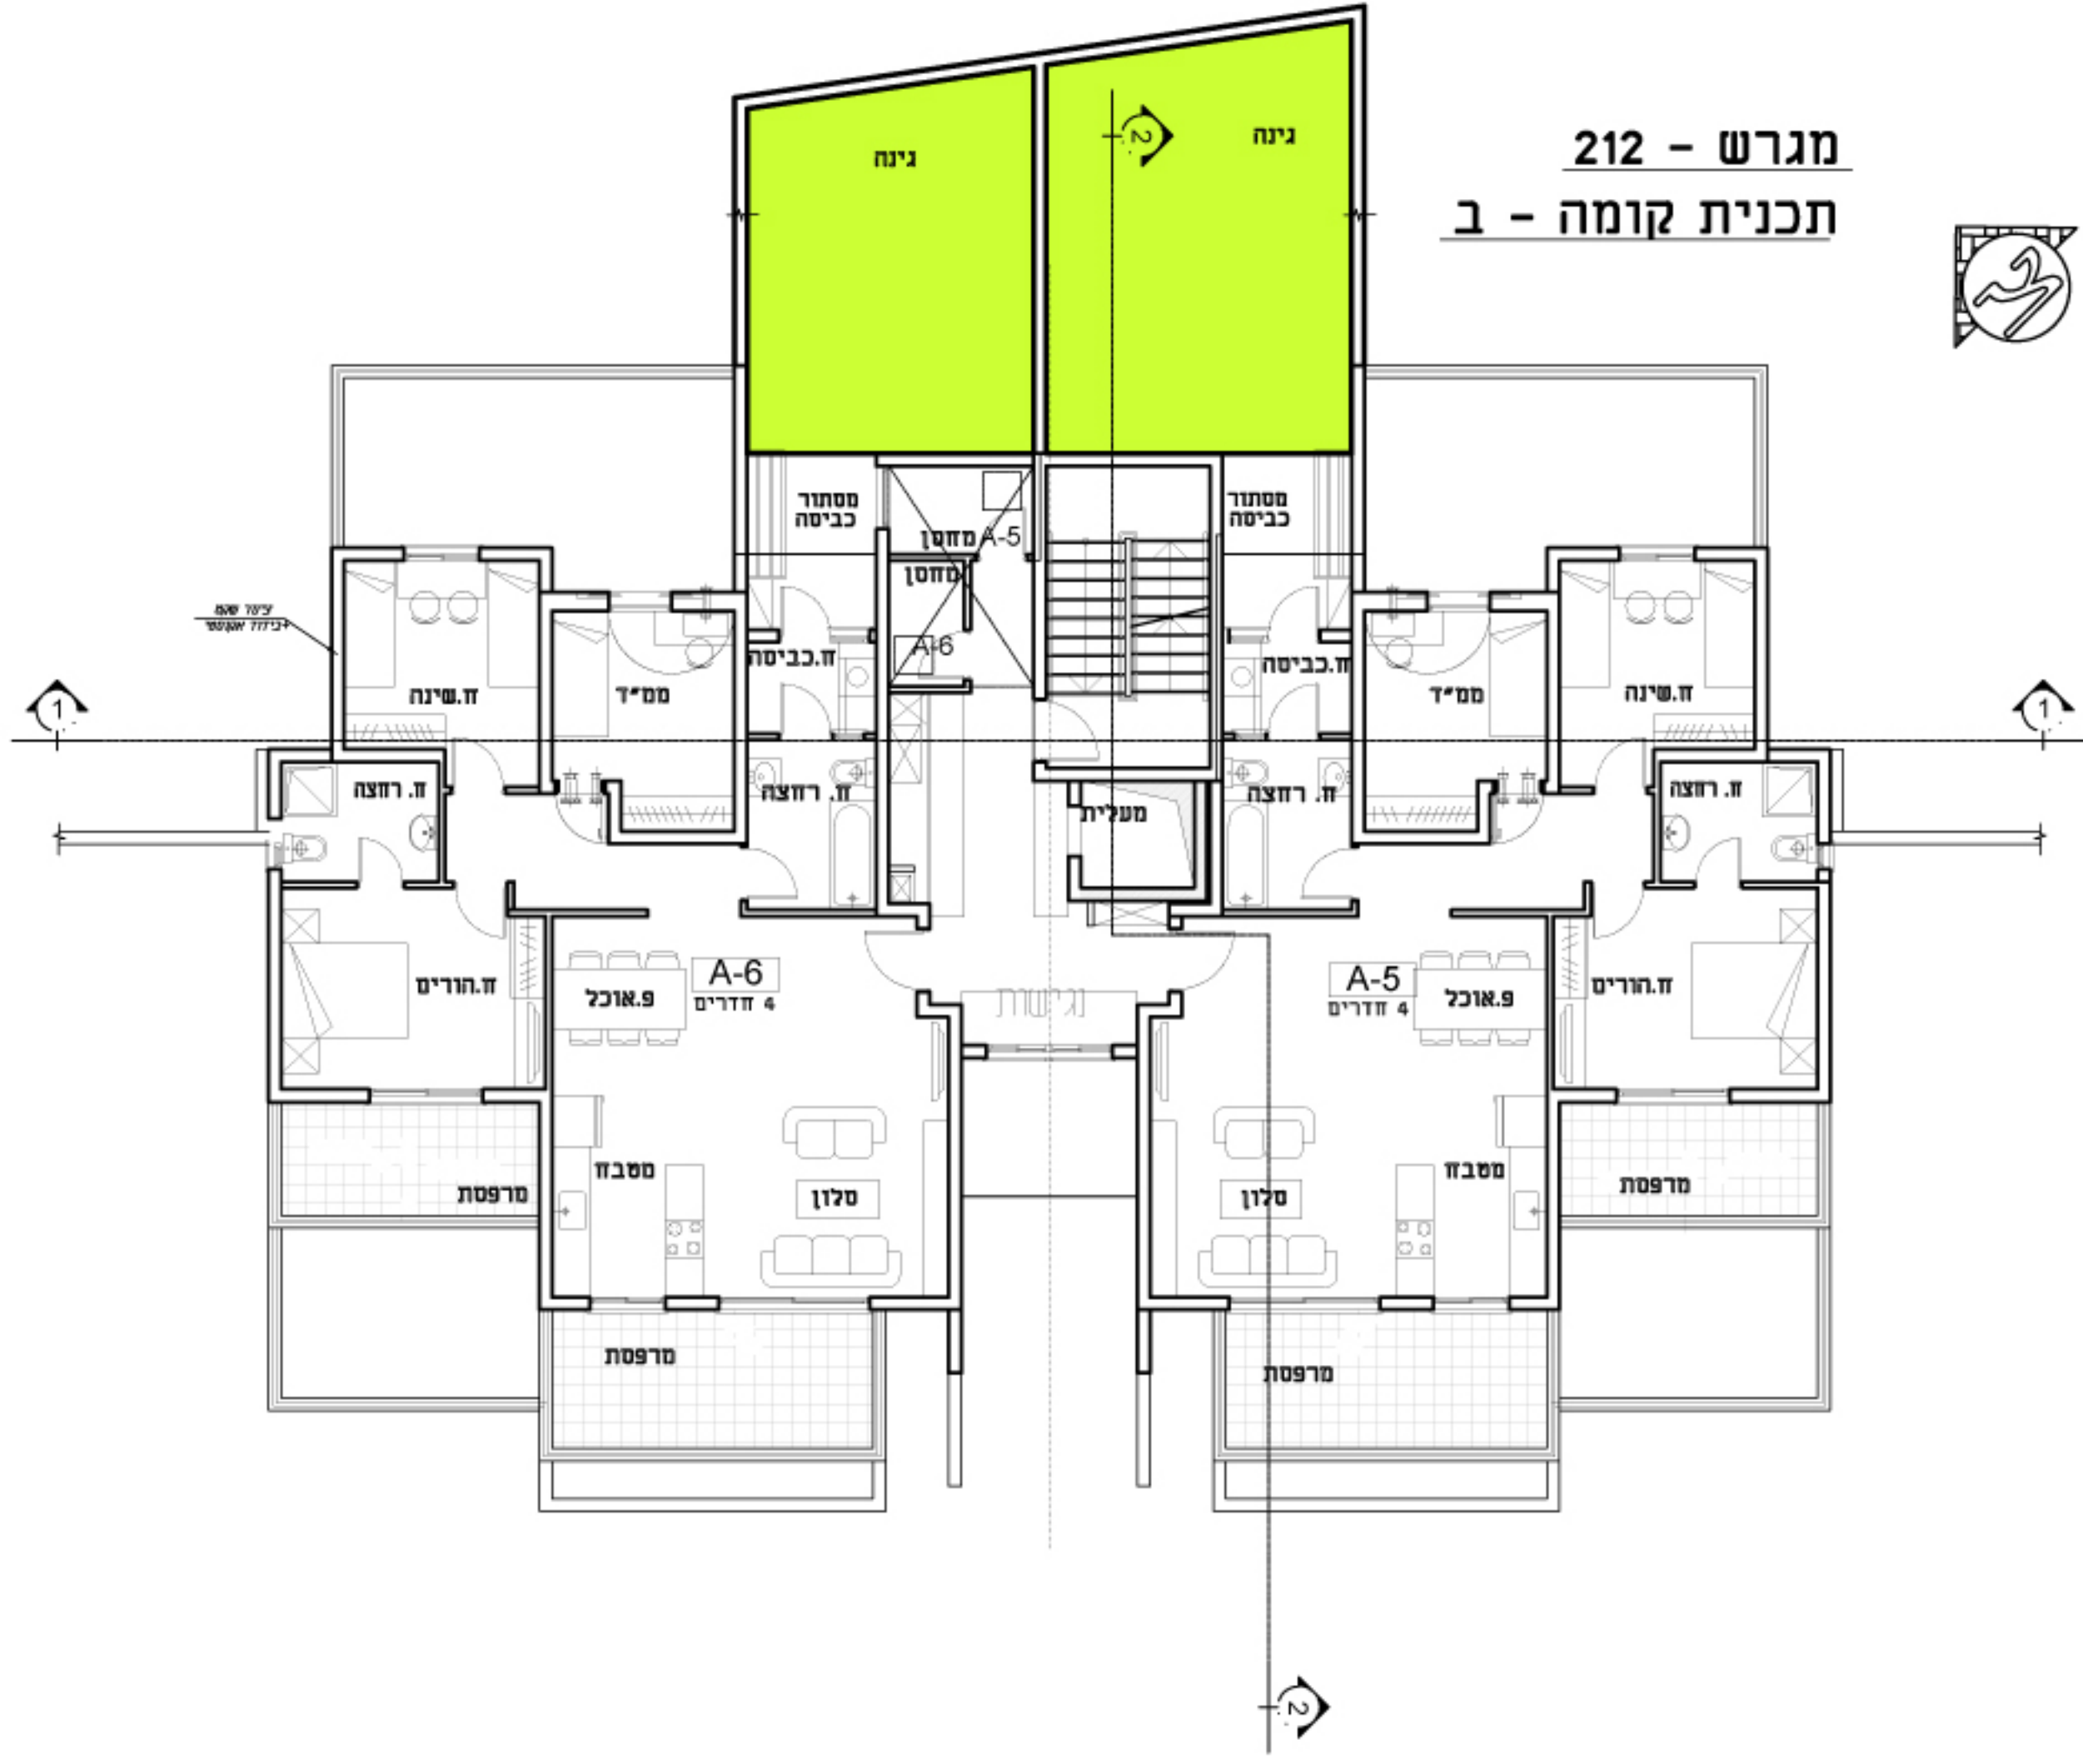 מגרש - 212
תכנית קומה - ב
גינה
גינה
2
מסתור
כביסה
מסתור
כביסה
מחסן A-5
מחסן
A-6
ח.שינה
ממ"ד
ח.כביסה
ח.כביסה
ממ"ד
ח.שינה
1
1
ח. רחצה
ח. רחצה
מעלית
ח. רחצה
ח. רחצה
ח.הורים
פ.אוכל
A-6
4 חדרים
A-5
4 חדרים
פ.אוכל
ח.הורים
נגישות
מטבח
סלון
סלון
מטבח
מרפסת
מרפסת
מרפסת
מרפסת
2